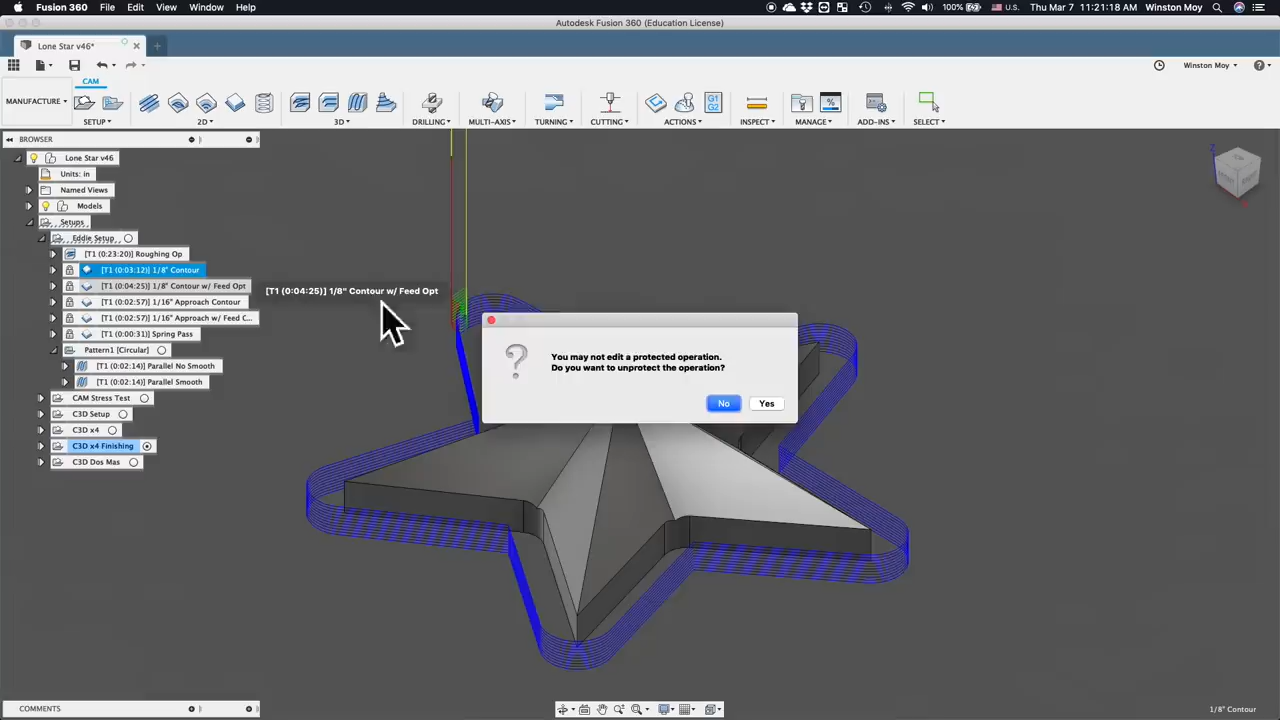 Fusion 360 File Edit View Window Help
100% U.S. Thu Mar 7 11:21:18 AM Winston Moy
Autodesk Fusion 360 (Education License)
Lone Star v46*
Winston Moy
CAM
MANUFACTURE
SETUP 2D 3D DRILLING MULTI-AXIS TURNING CUTTING ACTIONS INSPECT MANAGE ADD-INS SELECT
G1
G2
%
BROWSER
Lone Star v46
Units: in
Named Views
Models
Setups
Eddie Setup
[T1 (0:23:20)] Roughing Op
[T1 (0:03:12)] 1/8" Contour
[T1 (0:04:25)] 1/8" Contour w/ Feed Opt
[T1 (0:04:25)] 1/8" Contour w/ Feed Opt
[T1 (0:02:57)] 1/16" Approach Contour
[T1 (0:02:57)] 1/16" Approach w/ Feed C...
[T1 (0:00:31)] Spring Pass
Pattern1 [Circular]
[T1 (0:02:14)] Parallel No Smooth
[T1 (0:02:14)] Parallel Smooth
CAM Stress Test
C3D Setup
C3D x4
C3D x4 Finishing
C3D Dos Mas
You may not edit a protected operation.
Do you want to unprotect the operation?
No Yes
Z
COMMENTS
1/8" Contour